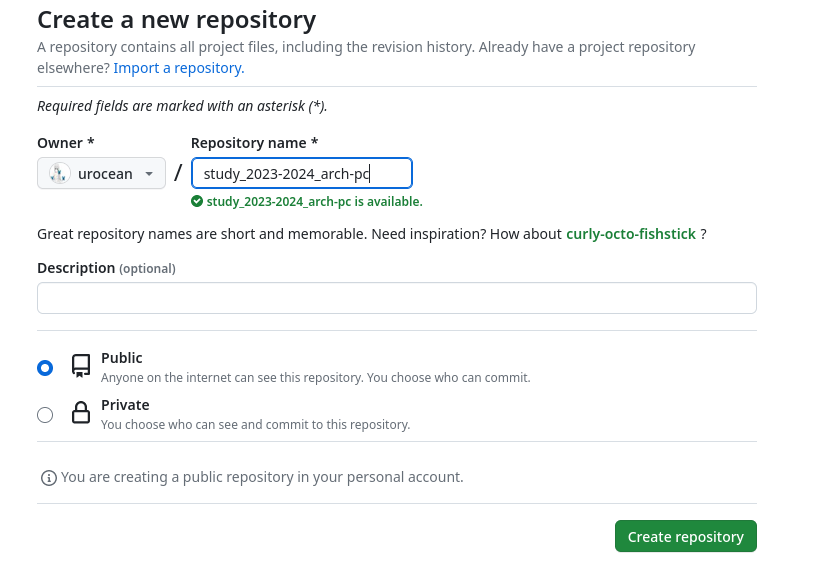 Create a new repository
A repository contains all project files, including the revision history. Already have a project repository
elsewhere? Import a repository.
Required fields are marked with an asterisk (*).
Owner * Repository name *
urocean / study_2023-2024_arch-pc
study_2023-2024_arch-pc is available.
Great repository names are short and memorable. Need inspiration? How about curly-octo-fishstick ?
Description (optional)
Public
Anyone on the internet can see this repository. You choose who can commit.
Private
You choose who can see and commit to this repository.
You are creating a public repository in your personal account.
Create repository